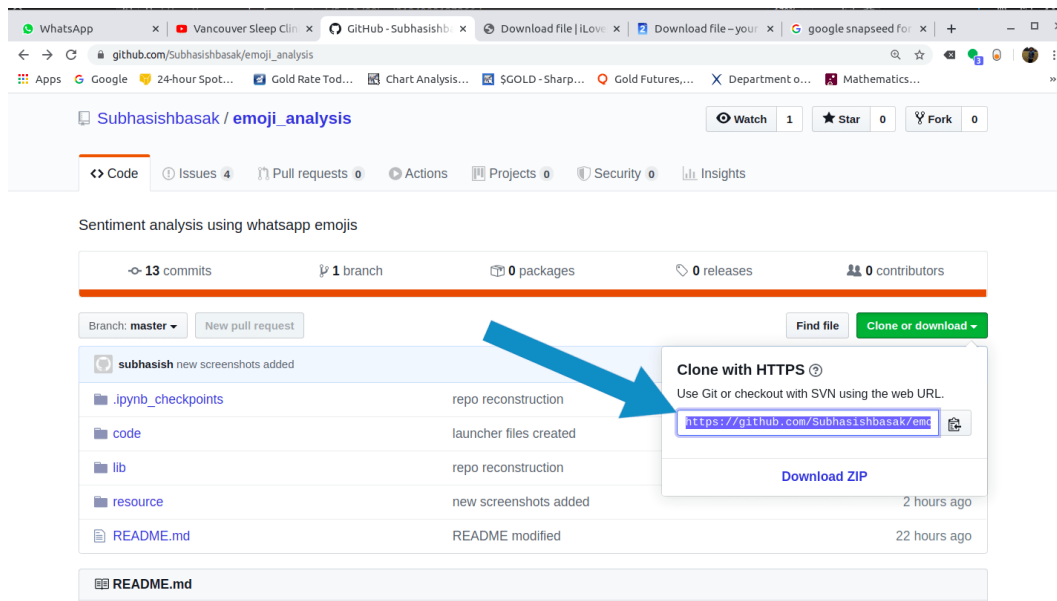 WhatsApp × Vancouver Sleep Clin × GitHub - Subhasishb × Download file | iLove × Download file – your × google snapseed for × +
github.com/Subhasishbasak/emoji_analysis
3
Apps Google 24-hour Spot... Gold Rate Tod... Chart Analysis... $GOLD - Sharp... Gold Futures,... Department o... Mathematics... »
Subhasishbasak / emoji_analysis Watch 1 Star 0 Fork 0
<> Code Issues 4 Pull requests 0 Actions Projects 0 Security 0 Insights
Sentiment analysis using whatsapp emojis
13 commits 1 branch 0 packages 0 releases 0 contributors
Branch: master New pull request Find file Clone or download
subhasish new screenshots added
Clone with HTTPS ?
Use Git or checkout with SVN using the web URL.
https://github.com/Subhasishbasak/emo
Download ZIP
.ipynb_checkpoints repo reconstruction
code launcher files created
lib repo reconstruction
resource new screenshots added 2 hours ago
README.md README modified 22 hours ago
README.md